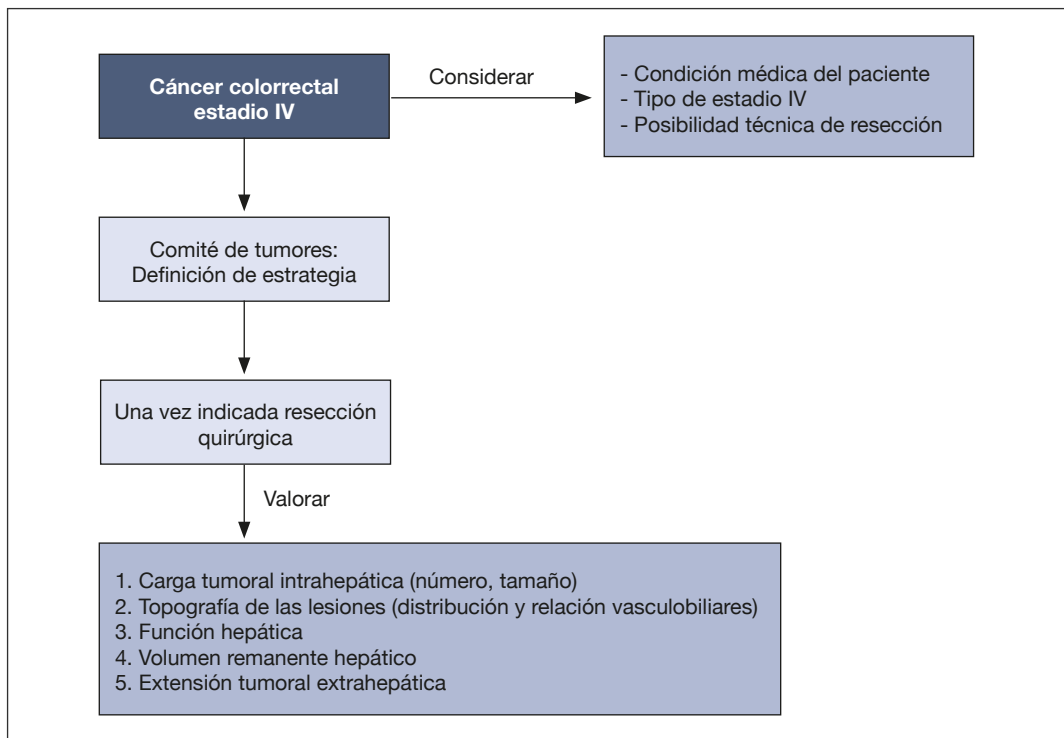 Cáncer colorrectal
estadio IV
Considerar
- Condición médica del paciente
- Tipo de estadio IV
- Posibilidad técnica de resección
Comité de tumores:
Definición de estrategia
Una vez indicada resección
quirúrgica
Valorar
1. Carga tumoral intrahepática (número, tamaño)
2. Topografía de las lesiones (distribución y relación vasculobiliares)
3. Función hepática
4. Volumen remanente hepático
5. Extensión tumoral extrahepática